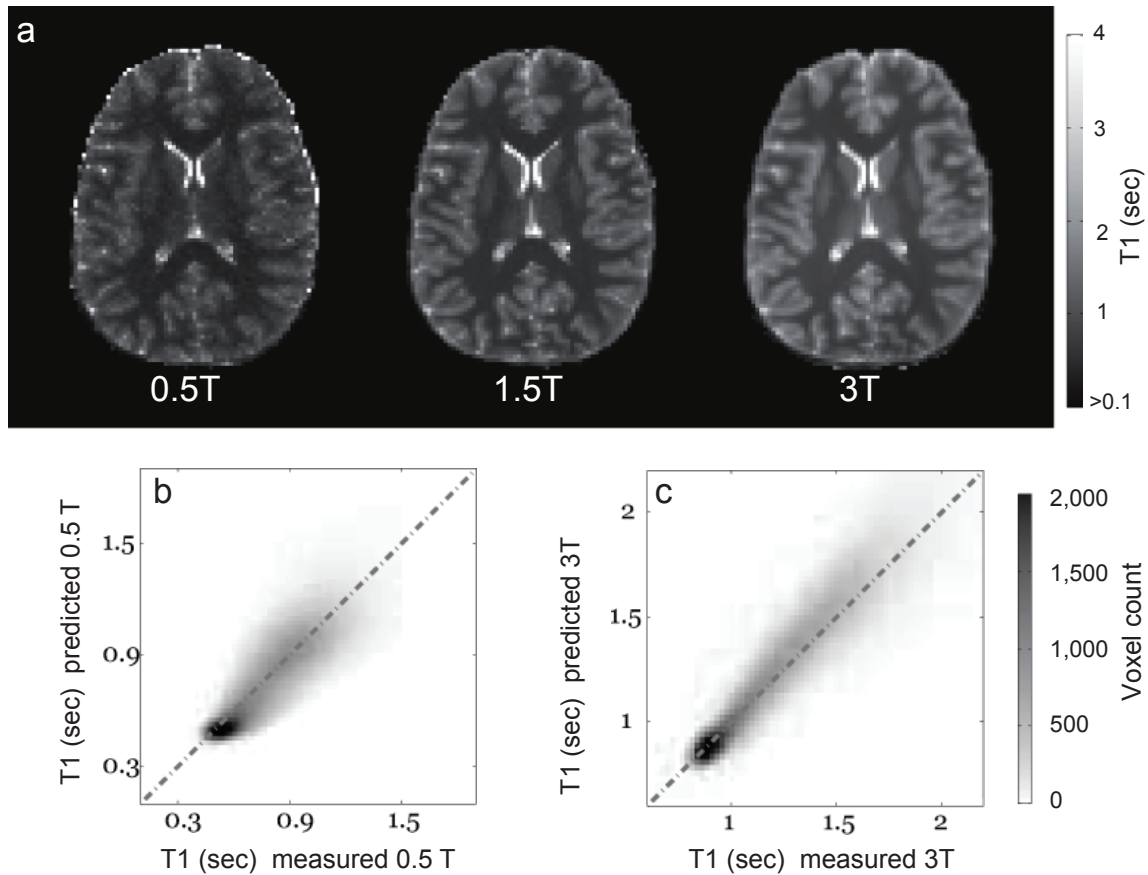 a
0.5T
1.5T
3T
4
3
2
1
>0.1
T1 (sec)
b
1.5
0.9
0.3
0.3
0.9
1.5
T1 (sec)  predicted 0.5 T
T1 (sec)  measured 0.5 T
c
2
1.5
1
1
1.5
2
T1 (sec)  predicted 3T
T1 (sec)  measured 3T
2,000
1,500
1,000
500
0
Voxel count